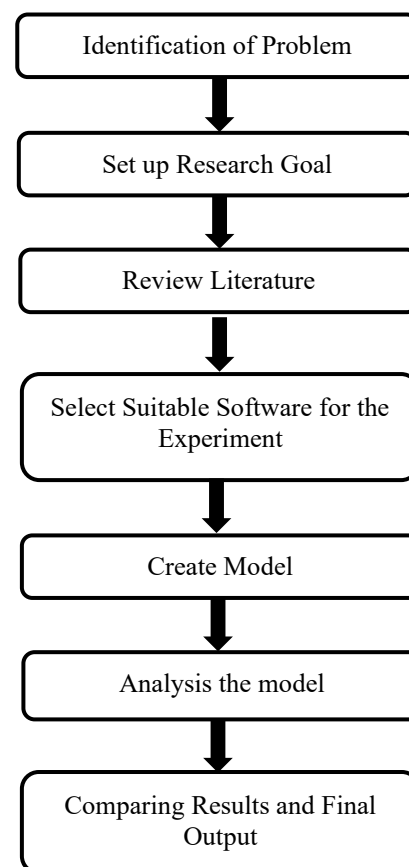 Identification of Problem
Set up Research Goal
Review Literature
Select Suitable Software for the
Experiment
Create Model
Analysis the model
Comparing Results and Final
Output